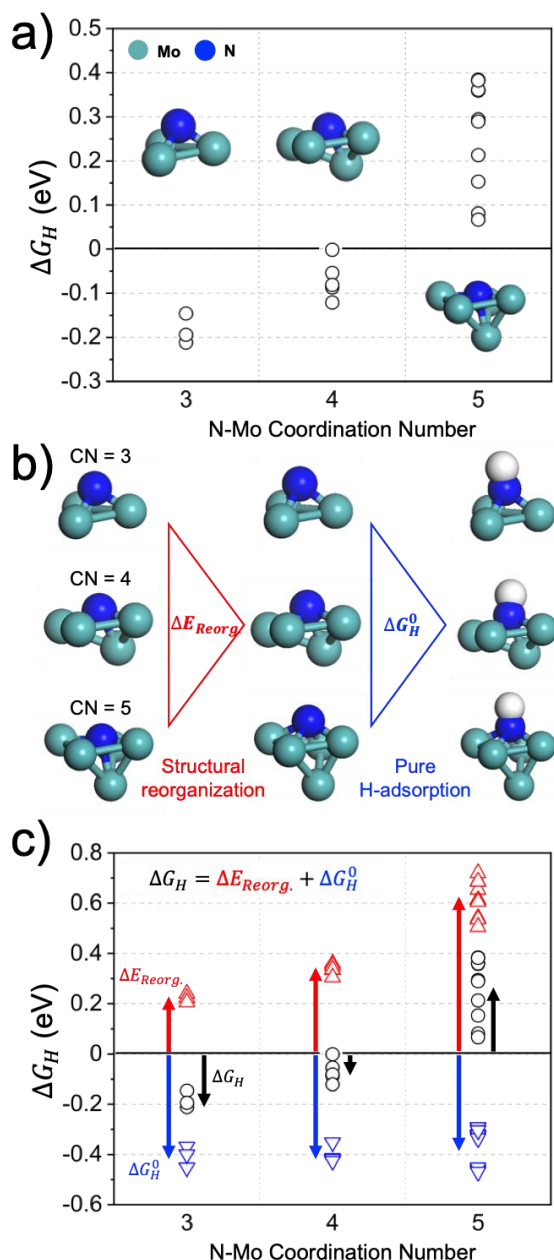 a)
Mo N
0.5
0.4
0.3
0.2
0.1
0
-0.1
-0.2
-0.3
ΔG_H (eV)
3 4 5
N-Mo Coordination Number
b)
CN = 3
CN = 4
CN = 5
ΔE_Reorg.
ΔG_H^0
Structural
reorganization
Pure
H-adsorption
c)
0.8
0.6
0.4
0.2
0
-0.2
-0.4
-0.6
ΔG_H (eV)
ΔG_H = ΔE_Reorg. + ΔG_H^0
ΔE_Reorg.
ΔG_H
ΔG_H^0
3 4 5
N-Mo Coordination Number